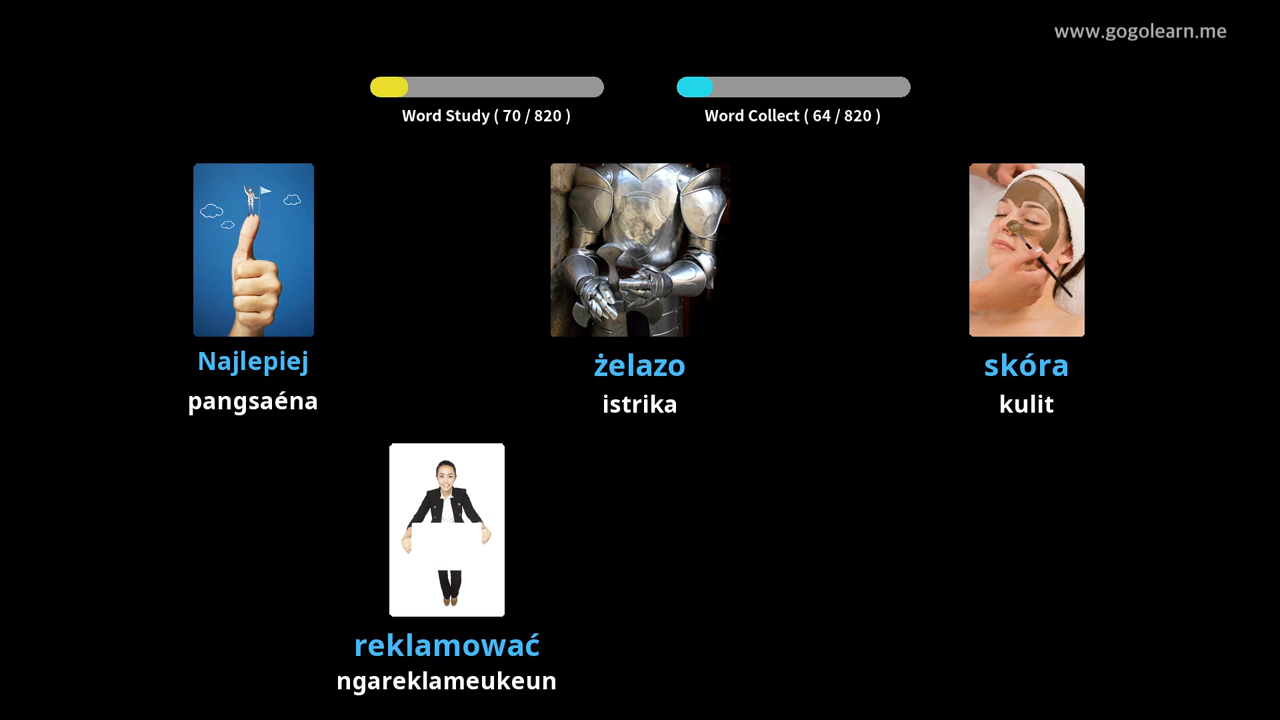 www.gogolearn.me
Word Study ( 70 / 820 )
Word Collect ( 64 / 820 )
Najlepiej
pangsaéna
żelazo
istrika
skóra
kulit
reklamować
ngareklameukeun